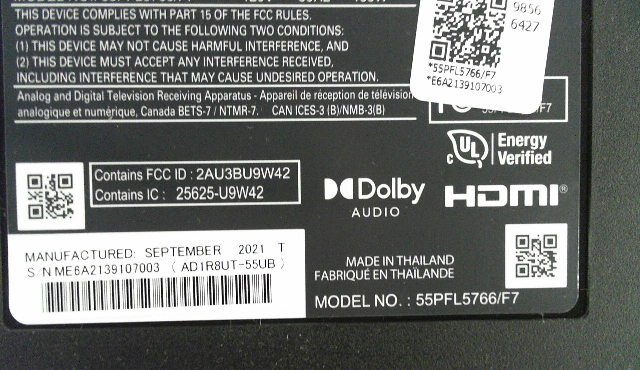 THIS DEVICE COMPLIES WITH PART 15 OF THE FCC RULES.
OPERATION IS SUBJECT TO THE FOLLOWING TWO CONDITIONS:
(1) THIS DEVICE MAY NOT CAUSE HARMFUL INTERFERENCE, AND
(2) THIS DEVICE MUST ACCEPT ANY INTERFERENCE RECEIVED,
INCLUDING INTERFERENCE THAT MAY CAUSE UNDESIRED OPERATION.
Analog and Digital Television Receiving Apparatus - Appareil de réception de télévision
analogique et numérique, Canada BETS-7 / NTMR-7. CAN ICES-3 (B)/NMB-3(B)
9856
6427
*55PFL5766/F7
*E6A2139107003
c UL Energy
Verified
Contains FCC ID : 2AU3BU9W42
Contains IC : 25625-U9W42
Dolby
AUDIO
HDMI®
MANUFACTURED: SEPTEMBER 2021 T
S/N ME6A2139107003 (AD1R8UT-55UB)
MADE IN THAILAND
FABRIQUÉ EN THAÏLANDE
MODEL NO. : 55PFL5766/F7